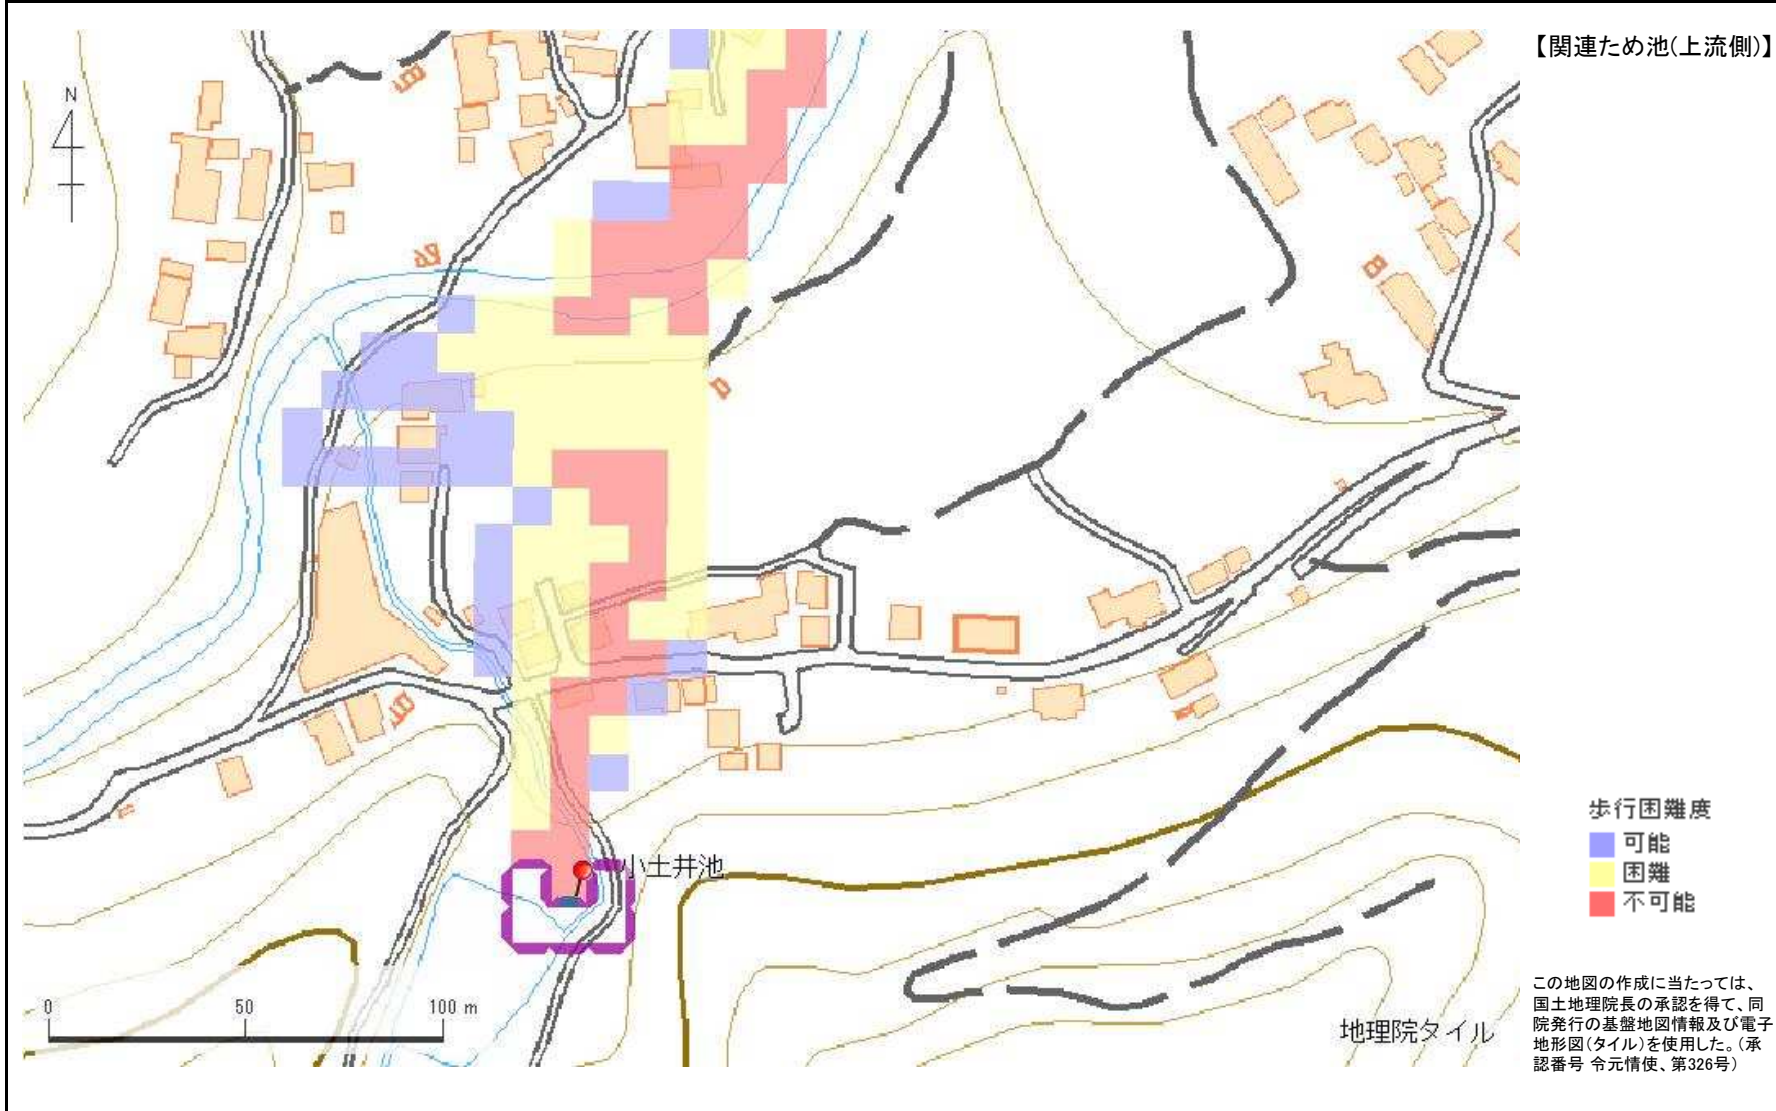 【関連ため池(上流側)】
N
小土井池
歩行困難度
可能
困難
不可能
0 50 100 m
地理院タイル
この地図の作成に当たっては、
国土地理院長の承認を得て、同
院発行の基盤地図情報及び電子
地形図(タイル)を使用した。(承
認番号 令元情使、第326号)